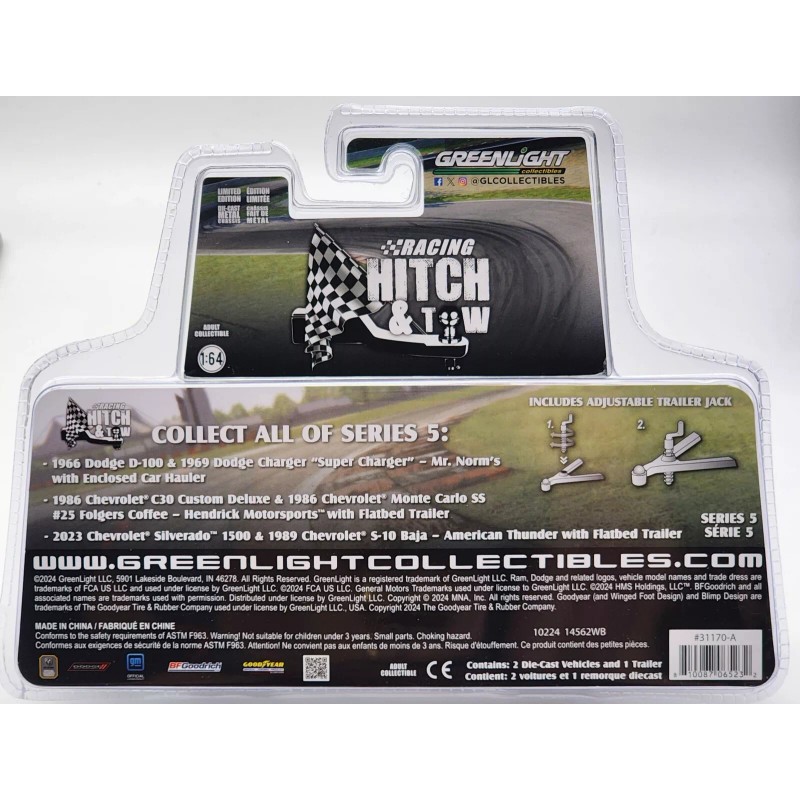 GREENLIGHT
collectibles
@GLCOLLECTIBLES
LIMITED EDITION
ÉDITION LIMITÉE
DIE-CAST METAL CHASSIS
CHÂSSIS FAIT DE MÉTAL
RACING
HITCH
& TOW
ADULT COLLECTIBLE
1:64
RACING
HITCH
& TOW
COLLECT ALL OF SERIES 5:
INCLUDES ADJUSTABLE TRAILER JACK
1.
2.
• 1966 Dodge D-100 & 1969 Dodge Charger "Super Charger" – Mr. Norm's
with Enclosed Car Hauler
• 1986 Chevrolet® C30 Custom Deluxe & 1986 Chevrolet® Monte Carlo SS
#25 Folgers Coffee – Hendrick Motorsports™ with Flatbed Trailer
• 2023 Chevrolet® Silverado™ 1500 & 1989 Chevrolet® S-10 Baja – American Thunder with Flatbed Trailer
SERIES 5
SÉRIE 5
WWW.GREENLIGHTCOLLECTIBLES.COM
©2024 GreenLight LLC, 5901 Lakeside Boulevard, IN 46278. All Rights Reserved. GreenLight is a registered trademark of GreenLight LLC. Ram, Dodge and related logos, vehicle model names and trade dress are
trademarks of FCA US LLC and used under license by GreenLight LLC. ©2024 FCA US LLC. General Motors Trademarks used under license to GreenLight LLC. ©2024 HMS Holdings, LLC™. BFGoodrich and all
associated names are trademarks used with permission. Distributed under license by GreenLight LLC. Copyright © 2024 MNA, Inc. All rights reserved. Goodyear (and Winged Foot Design) and Blimp Design are
trademarks of The Goodyear Tire & Rubber Company used under license by GreenLight LLC., USA. Copyright 2024 The Goodyear Tire & Rubber Company.
MADE IN CHINA / FABRIQUÉ EN CHINE
Conforms to the safety requirements of ASTM F963. Warning! Not suitable for children under 3 years. Small parts. Choking hazard.
Conforme aux exigences de sécurité de la norme ASTM F963. Attention! Ne convient pas aux enfants de moins de 3 ans. Risque d'étouffement. Ce produit contient des petites pièces.
10224 14562WB
#31170-A
gm
OFFICIAL
BFGoodrich
GOODYEAR
ADULT COLLECTIBLE
CE
Contains: 2 Die-Cast Vehicles and 1 Trailer
Contient: 2 voitures et 1 remorque diecast
8 10087 06523 2